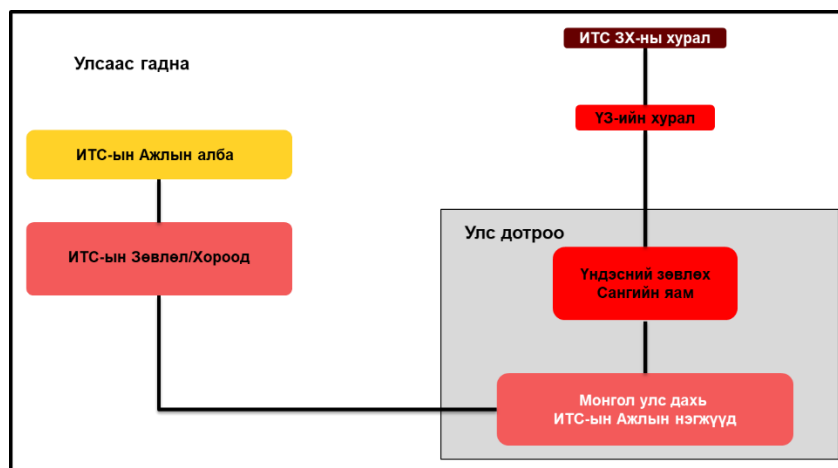 ИТС ЗХ-ны хурал
Улсаас гадна
ҮЗ-ийн хурал
ИТС-ын Ажлын алба
Улс дотроо
ИТС-ын Зөвлөл/Хороод
Үндэсний зөвлөх
Сангийн яам
Монгол улс дахь
ИТС-ын Ажлын нэгжүүд